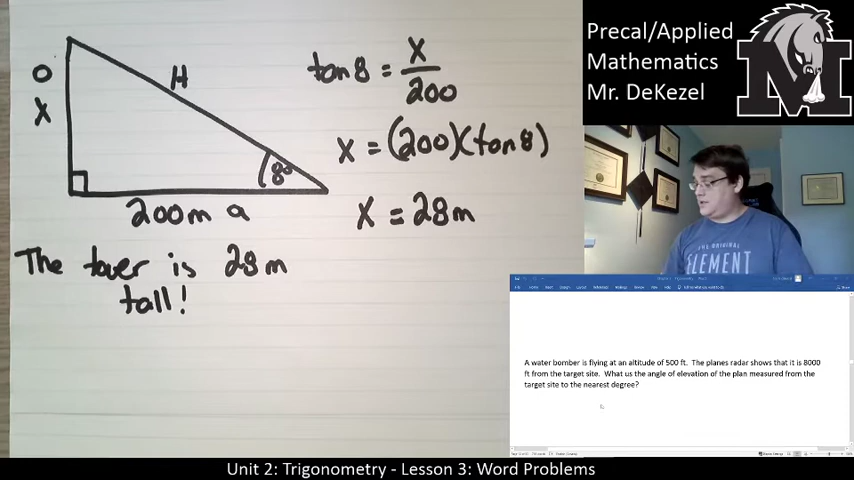 O
X
H
8°
200m a
tan 8 = X
200
X = (200)(tan 8)
X = 28m
The tower is 28m
tall!
Precal/Applied
Mathematics
Mr. DeKezel
M
THE ORIGINAL
ELEMENT
A water bomber is flying at an altitude of 500 ft. The planes radar shows that it is 8000
ft from the target site. What us the angle of elevation of the plan measured from the
target site to the nearest degree?
Unit 2: Trigonometry - Lesson 3: Word Problems